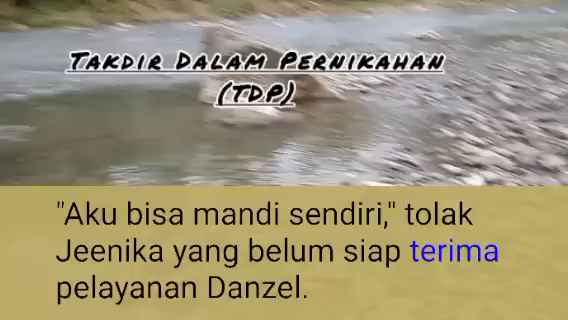 TAKDIR DALAM PERNIKAHAN
(TDP)
"Aku bisa mandi sendiri," tolak
Jeenika yang belum siap terima
pelayanan Danzel.